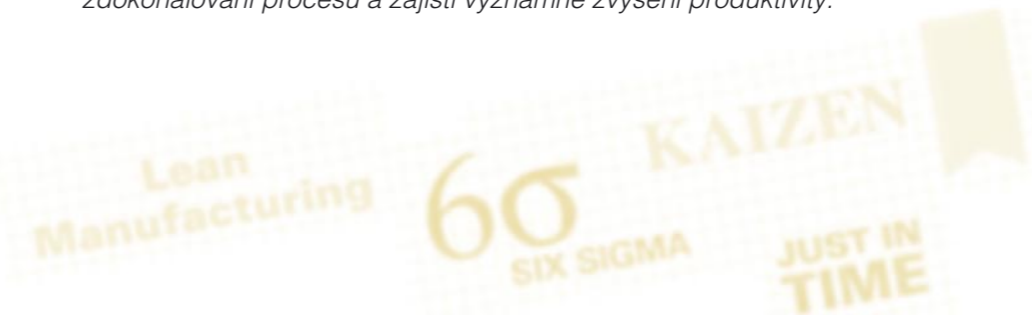 zdokonalování procesů a zajistí významné zvýšení produktivity.
KAIZEN
Lean
Manufacturing
6σ
SIX SIGMA
JUST IN
TIME